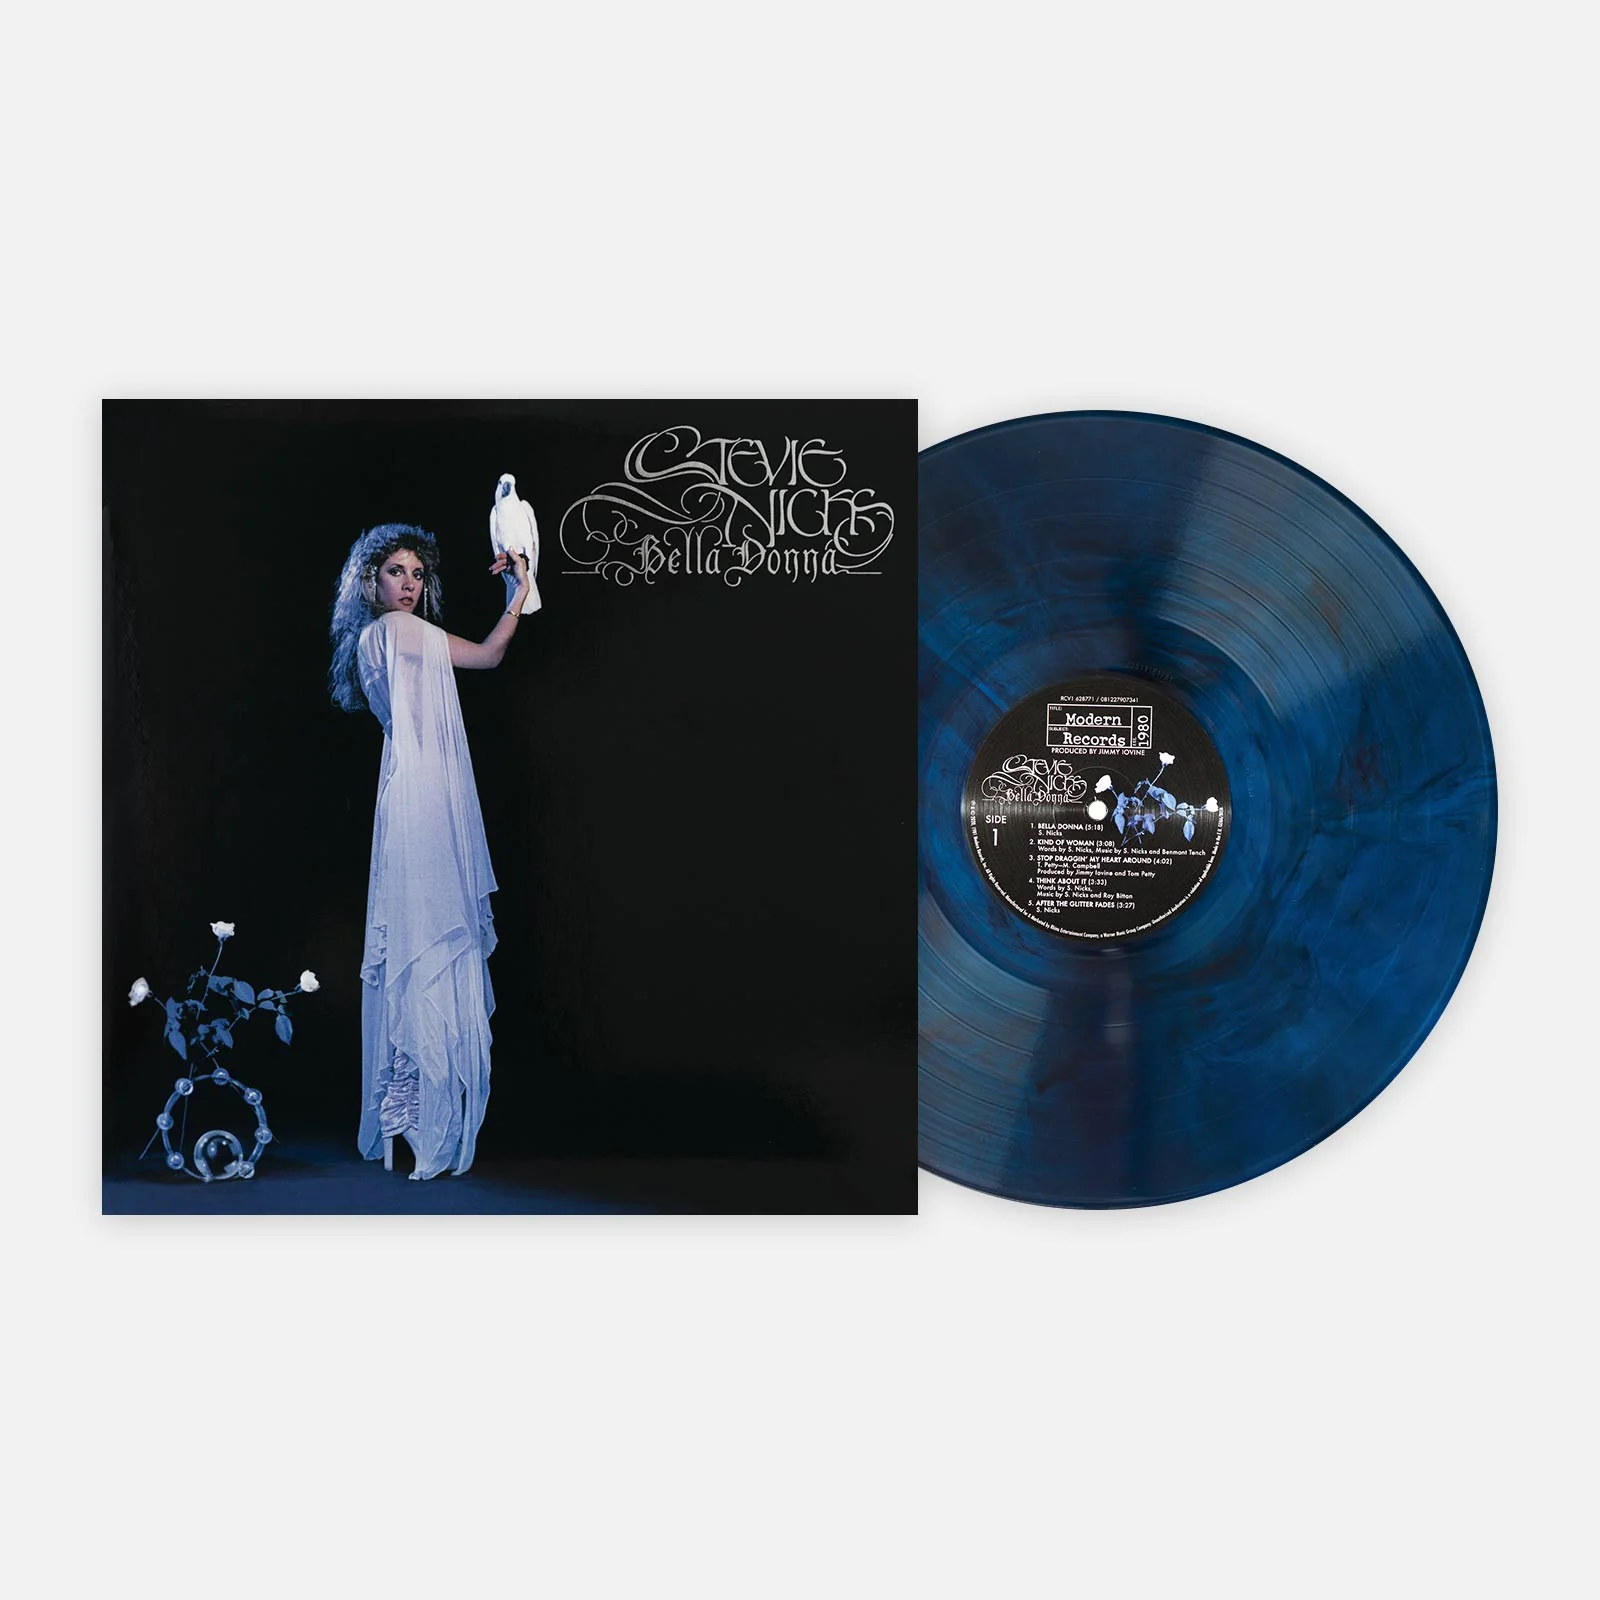 STEVIE
NICKS
Bella Donna
RCV1 628771 / 081227907341
TITLE:
Modern
SUBJECT:
Records
1980
PRODUCED BY JIMMY IOVINE
STEVIE
NICKS
Bella Donna
SIDE
1
1. BELLA DONNA (5:18)
S. Nicks
2. KIND OF WOMAN (3:08)
Words by S. Nicks, Music by S. Nicks and Benmont Tench
3. STOP DRAGGIN' MY HEART AROUND (4:02)
T. Petty—M. Campbell
Produced by Jimmy Iovine and Tom Petty
4. THINK ABOUT IT (3:33)
Words by S. Nicks,
Music by S. Nicks and Roy Bittan
5. AFTER THE GLITTER FADES (3:27)
S. Nicks